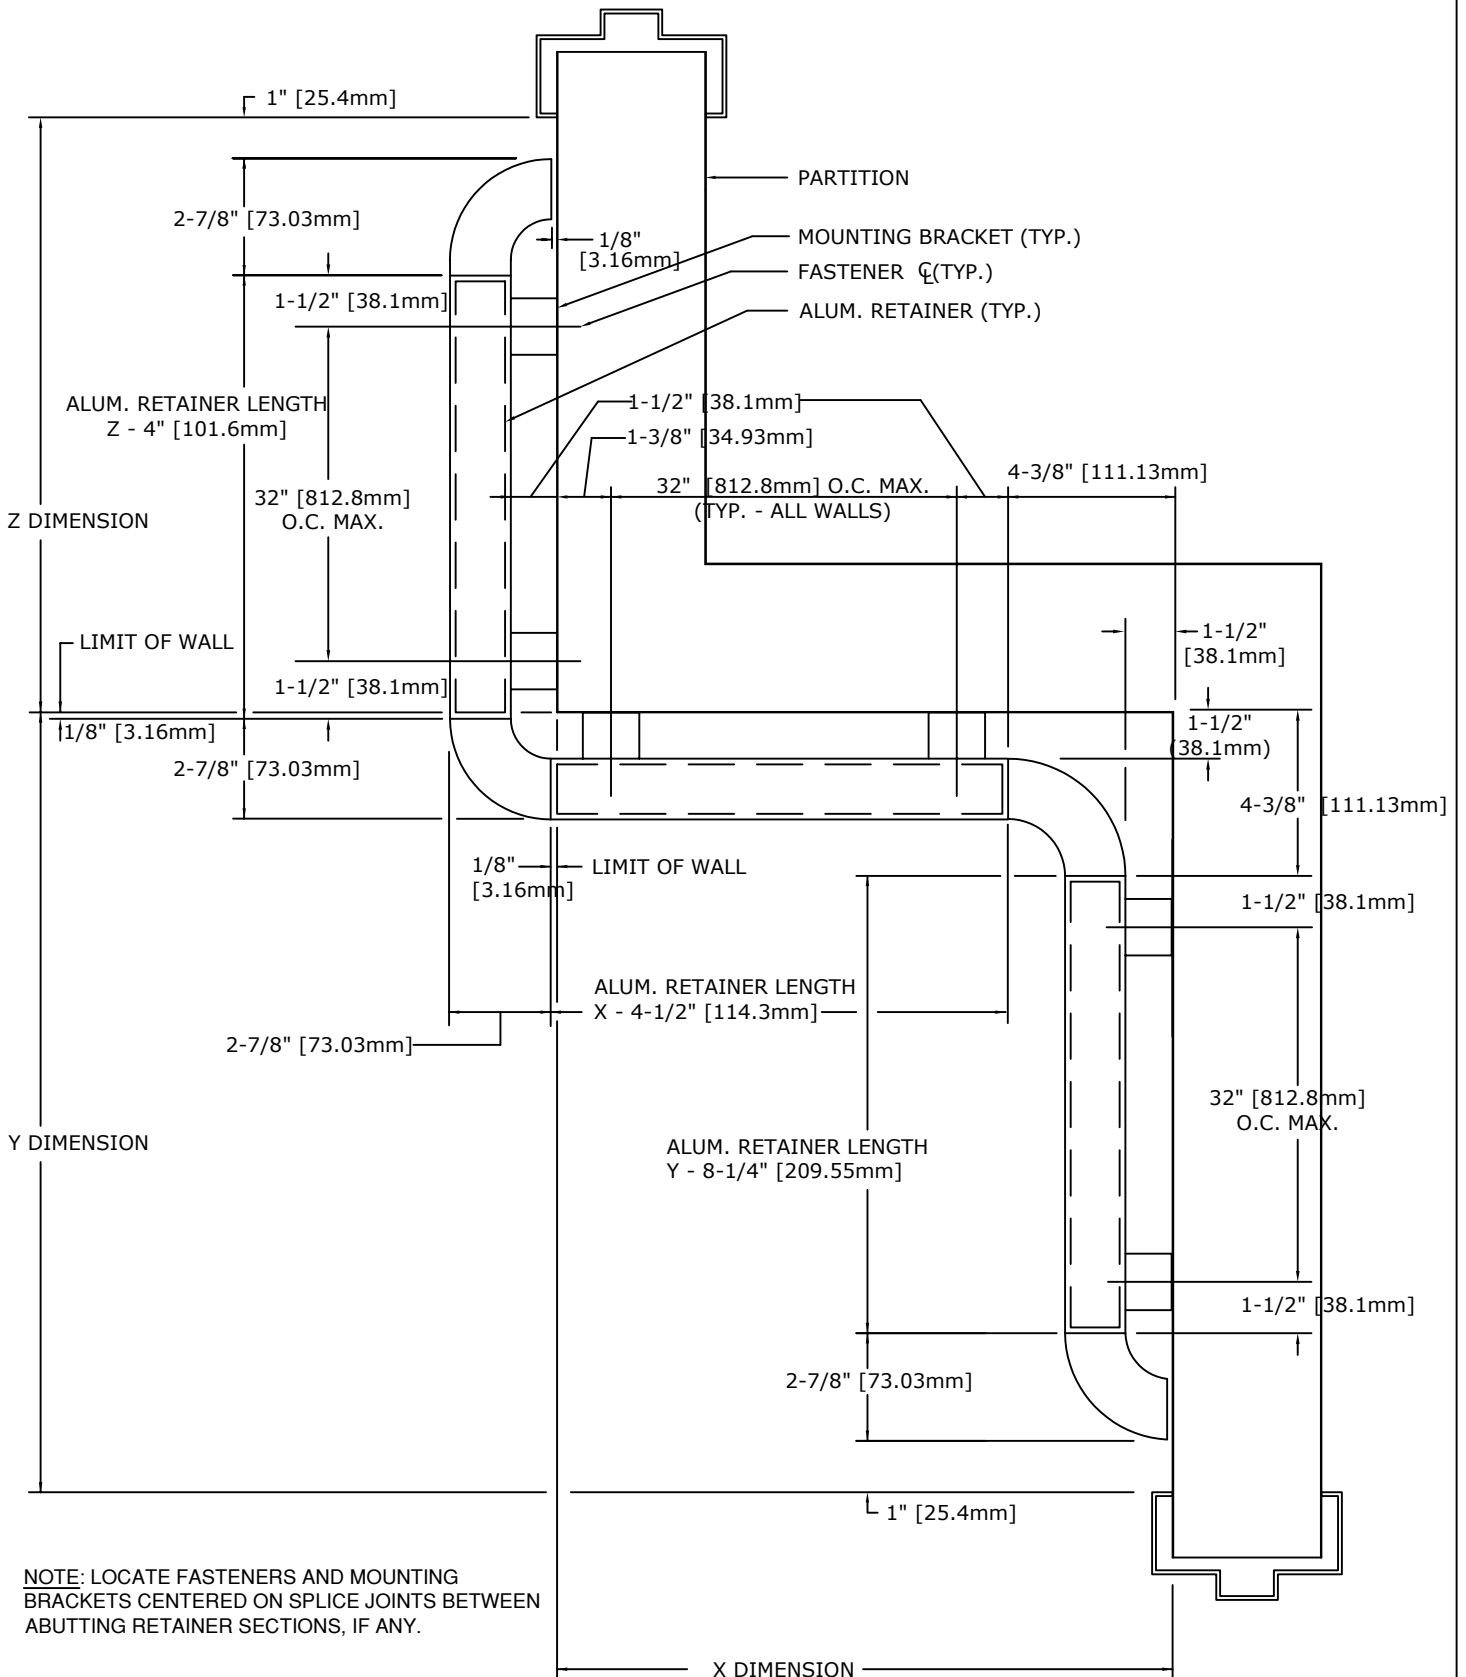 1" [25.4mm]
PARTITION
2-7/8" [73.03mm]
MOUNTING BRACKET (TYP.)
1/8"
[3.16mm]
FASTENER ℄(TYP.)
1-1/2" [38.1mm]
ALUM. RETAINER (TYP.)
ALUM. RETAINER LENGTH
Z - 4" [101.6mm]
1-1/2" [38.1mm]
1-3/8" [34.93mm]
4-3/8" [111.13mm]
32" [812.8mm] O.C. MAX.
(TYP. - ALL WALLS)
32" [812.8mm]
O.C. MAX.
Z DIMENSION
LIMIT OF WALL
1-1/2"
[38.1mm]
1-1/2" [38.1mm]
1/8" [3.16mm]
1-1/2"
(38.1mm)
2-7/8" [73.03mm]
4-3/8" [111.13mm]
1/8"
[3.16mm]
LIMIT OF WALL
1-1/2" [38.1mm]
ALUM. RETAINER LENGTH
X - 4-1/2" [114.3mm]
2-7/8" [73.03mm]
32" [812.8mm]
O.C. MAX.
Y DIMENSION
ALUM. RETAINER LENGTH
Y - 8-1/4" [209.55mm]
1-1/2" [38.1mm]
2-7/8" [73.03mm]
1" [25.4mm]
NOTE: LOCATE FASTENERS AND MOUNTING
BRACKETS CENTERED ON SPLICE JOINTS BETWEEN
ABUTTING RETAINER SECTIONS, IF ANY.
X DIMENSION